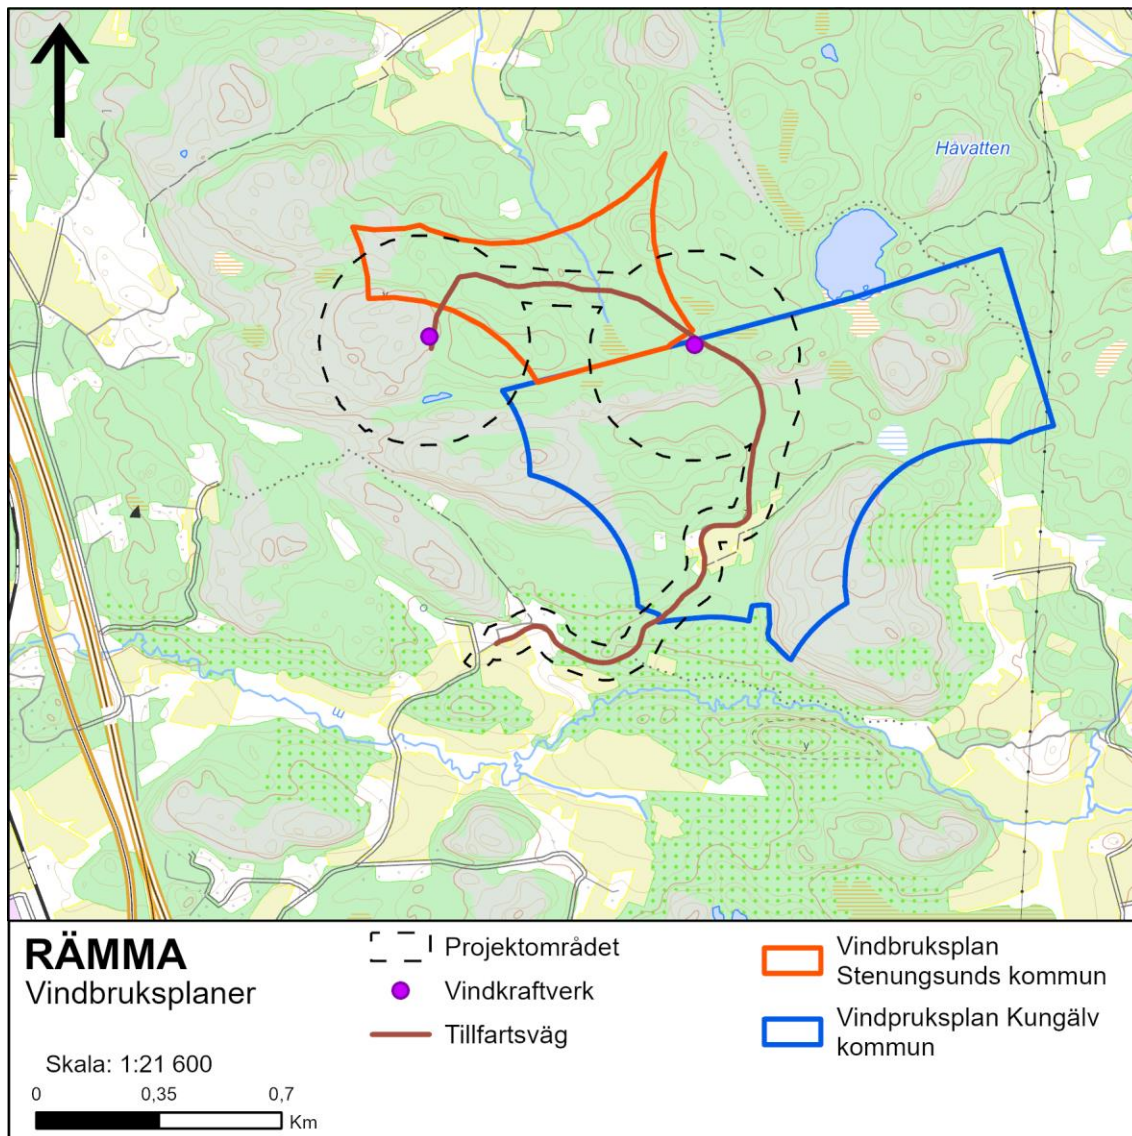 Håvatten
E
y
RÄMMA
Vindbruksplaner
Skala: 1:21 600
0 0,35 0,7
Km
Projektområdet
Vindkraftverk
Tillfartsväg
Vindbruksplan
Stenungsunds kommun
Vindpruksplan Kungälv
kommun